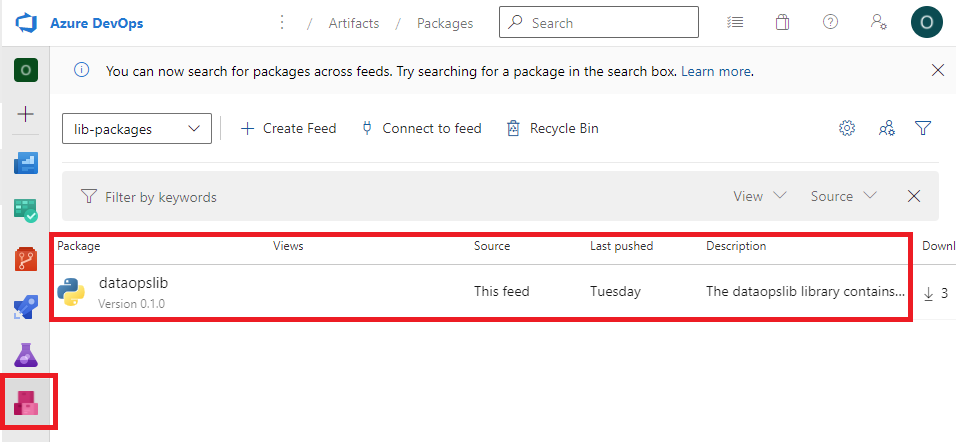 Azure DevOps / Artifacts / Packages Search O
O You can now search for packages across feeds. Try searching for a package in the search box. Learn more.
lib-packages Create Feed Connect to feed Recycle Bin
Filter by keywords View Source
Package Views Source Last pushed Description Downl
dataopslib This feed Tuesday The dataopslib library contains... 3
Version 0.1.0